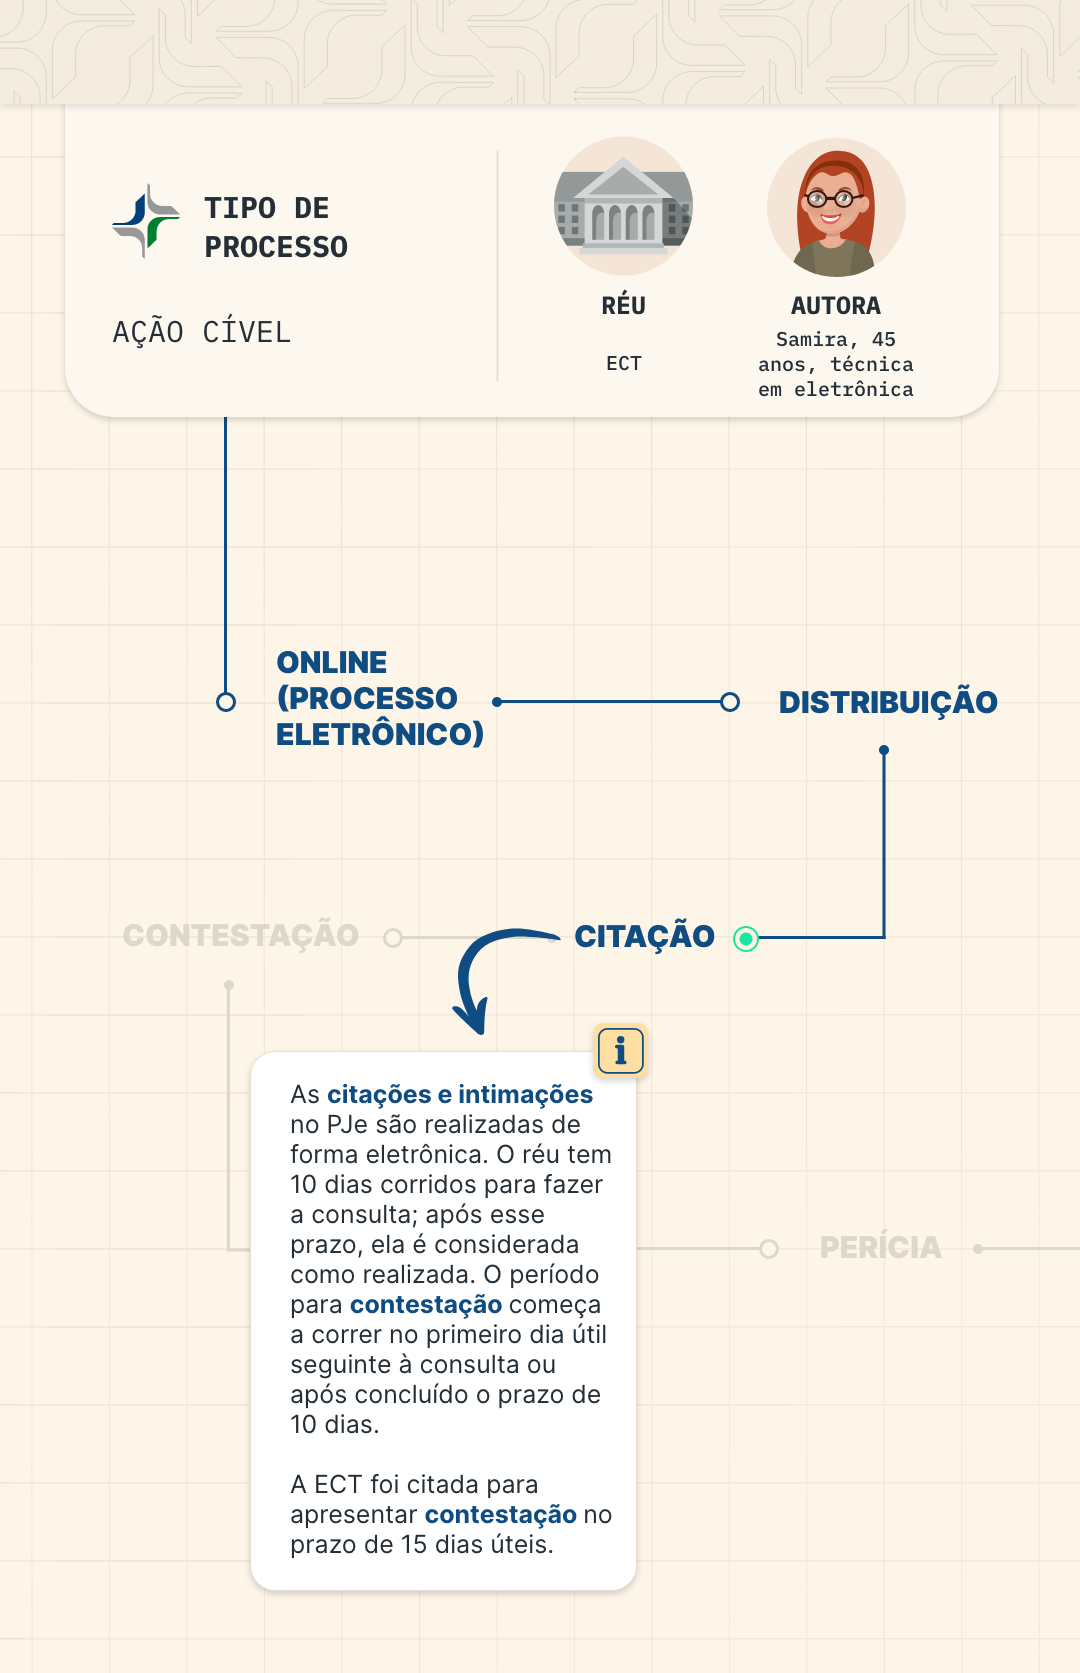 TIPO DE
PROCESSO
AÇÃO CÍVEL
RÉU
ECT
AUTORA
Samira, 45
anos, técnica
em eletrônica
ONLINE
(PROCESSO
ELETRÔNICO)
DISTRIBUIÇÃO
CONTESTAÇÃO
CITAÇÃO
i
As citações e intimações
no PJe são realizadas de
forma eletrônica. O réu tem
10 dias corridos para fazer
a consulta; após esse
prazo, ela é considerada
como realizada. O período
para contestação começa
a correr no primeiro dia útil
seguinte à consulta ou
após concluído o prazo de
10 dias.
A ECT foi citada para
apresentar contestação no
prazo de 15 dias úteis.
PERÍCIA